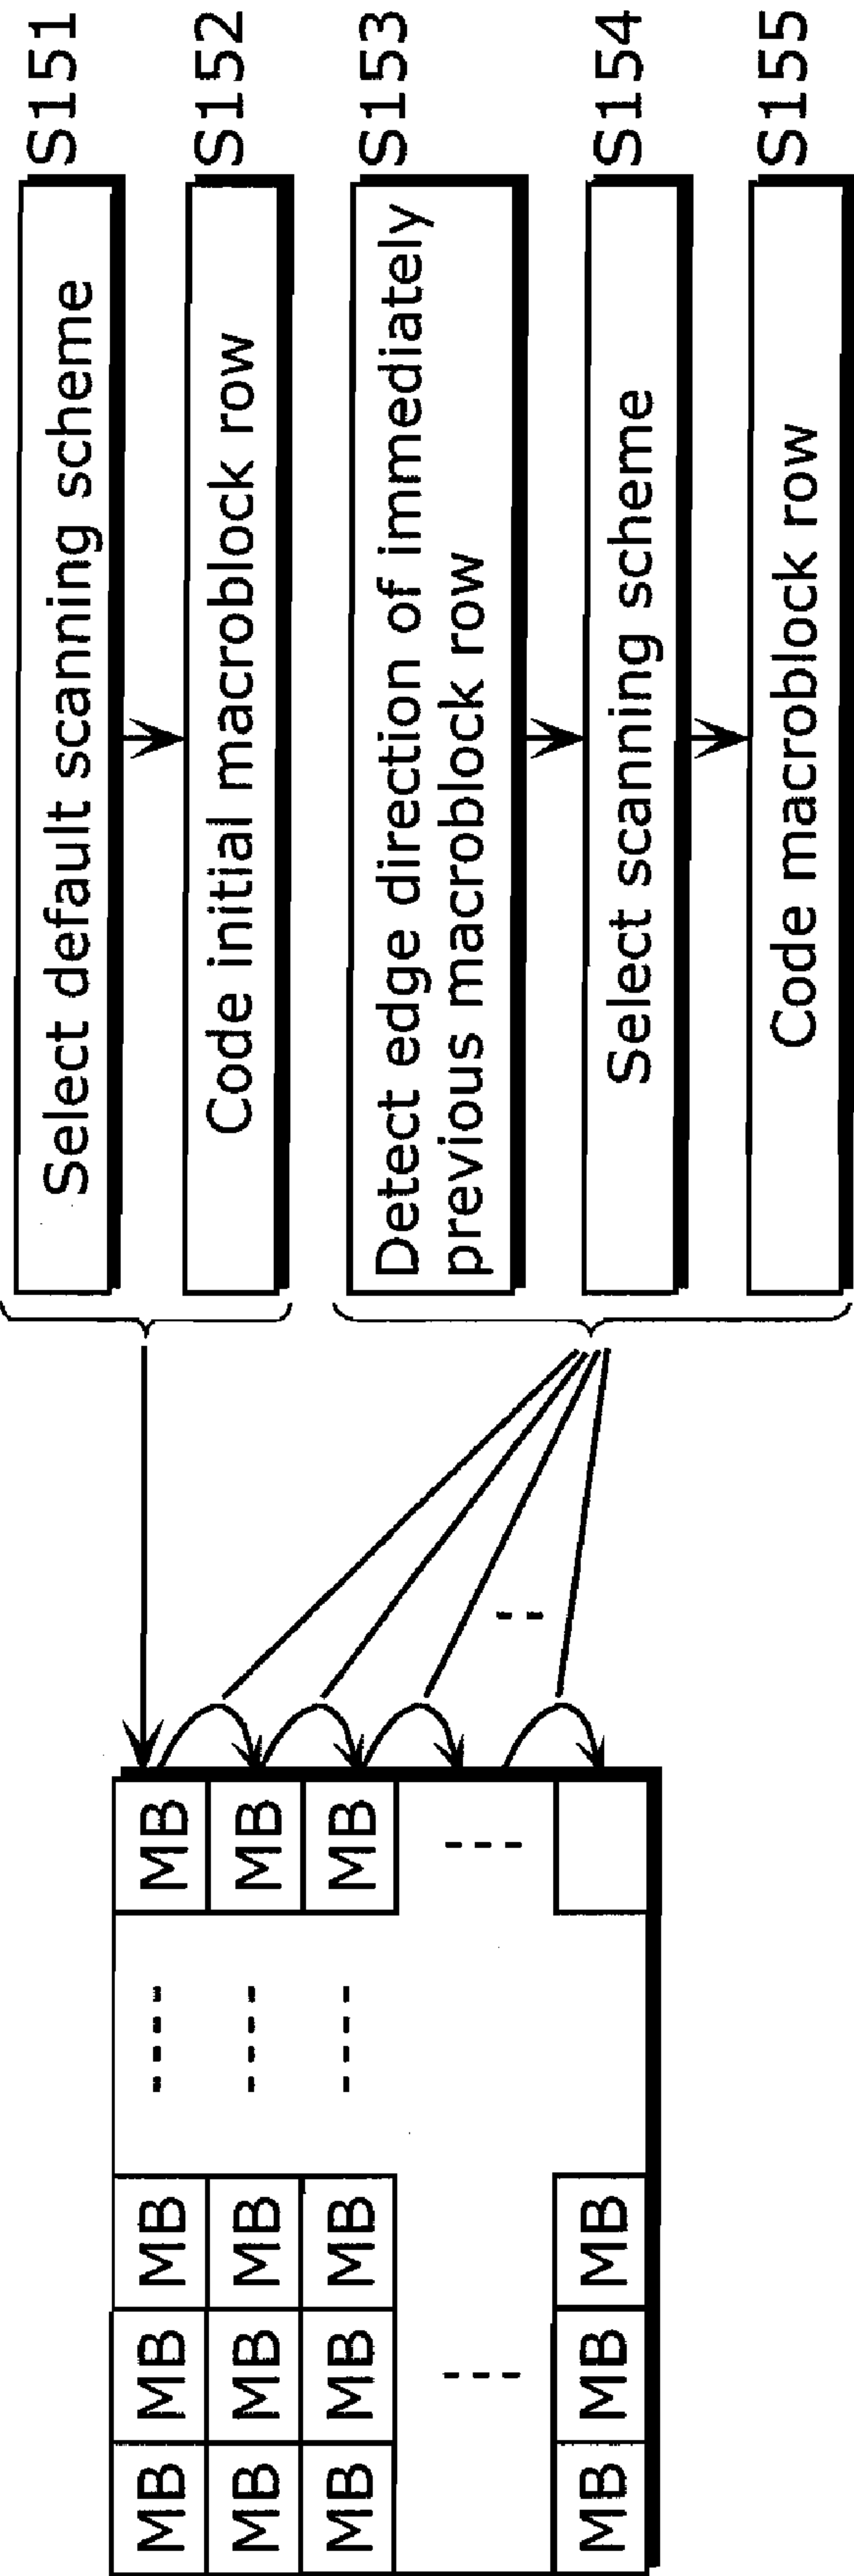 MB MB MB ---- MB
MB MB MB ---- MB
MB MB MB ---- MB
--- ---
MB MB MB
Select default scanning scheme S151
Code initial macroblock row S152
Detect edge direction of immediately
previous macroblock row S153
Select scanning scheme S154
Code macroblock row S155